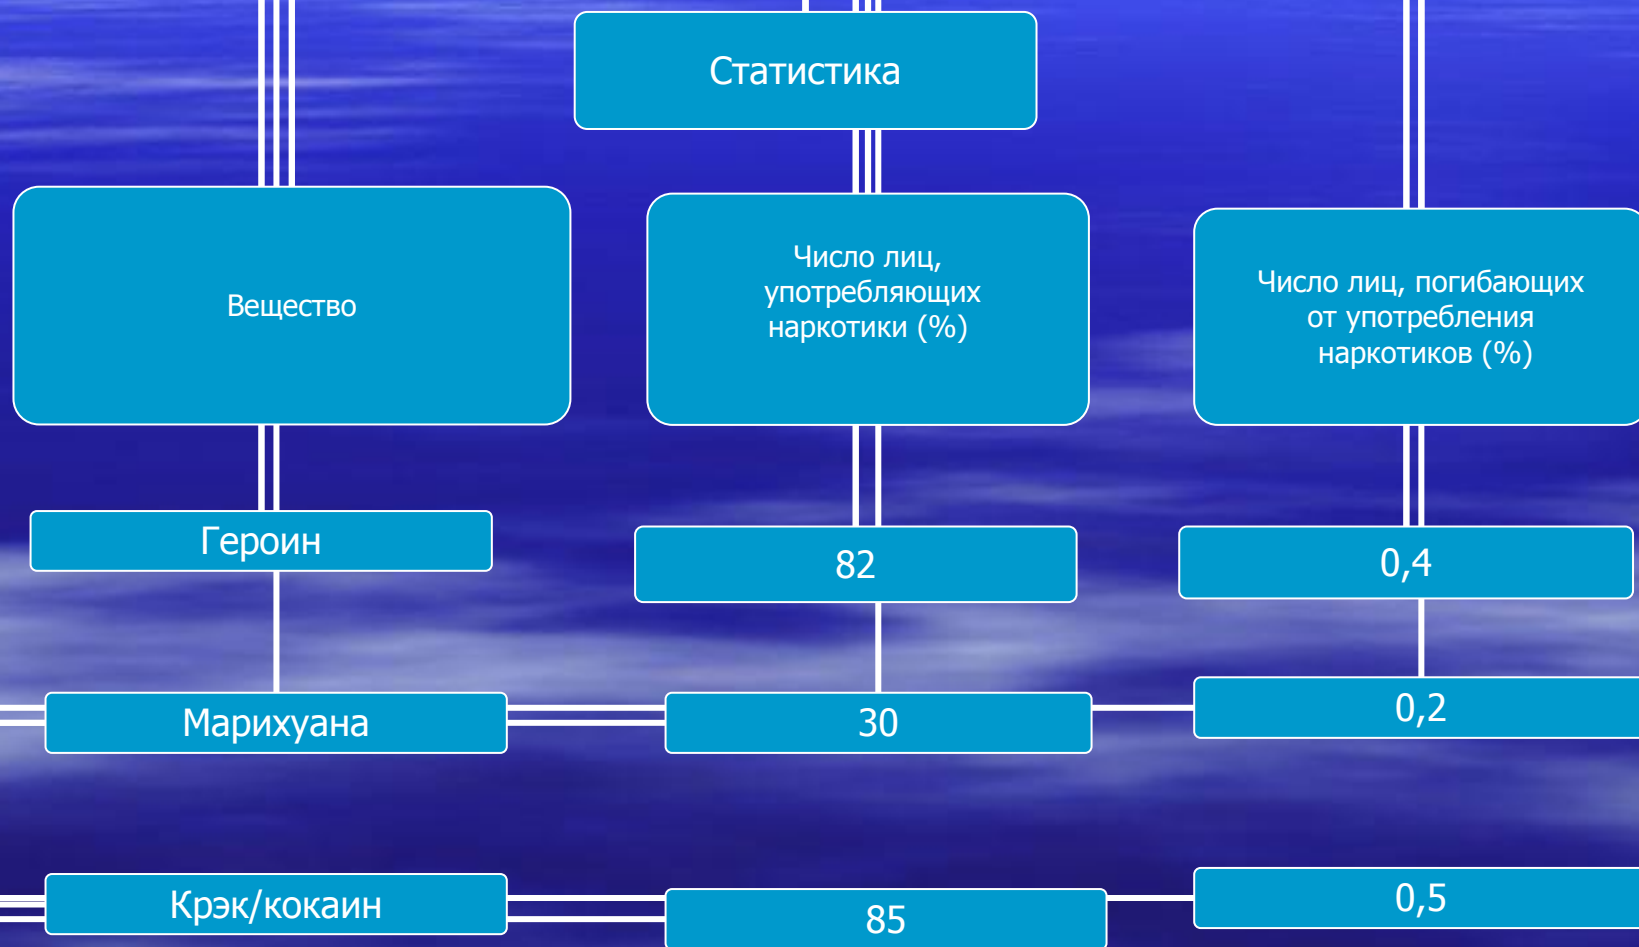 Статистика
Вещество
Число лиц,
употребляющих
наркотики (%)
Число лиц, погибающих
от употребления
наркотиков (%)
Героин
82
0,4
Марихуана
30
0,2
Крэк/кокаин
85
0,5